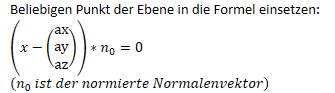 Beliebigen Punkt der Ebene in die Formel einsetzen:
(x − (ax
ay
az)) * n₀ = 0
(n₀ ist der normierte Normalenvektor)